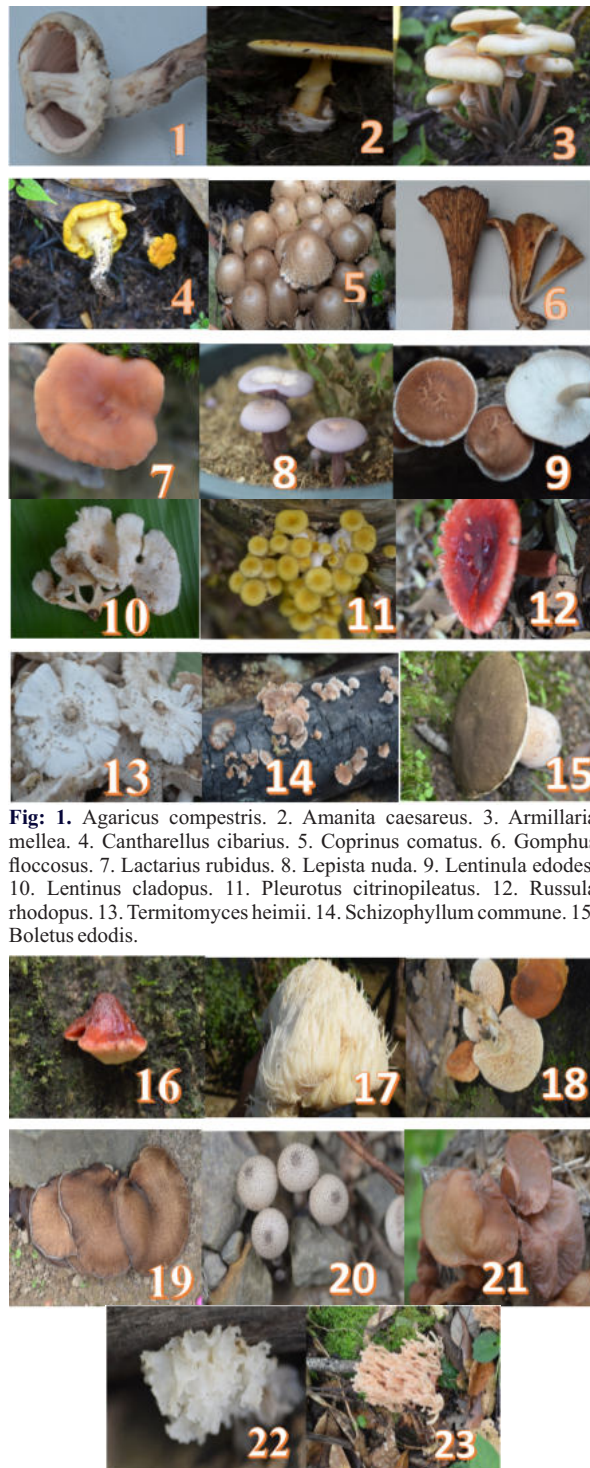 1 2 3
4 5 6
7 8 9
10 11 12
13 14 15
Fig: 1. Agaricus compestris. 2. Amanita caesareus. 3. Armillaria
mellea. 4. Cantharellus cibarius. 5. Coprinus comatus. 6. Gomphus
floccosus. 7. Lactarius rubidus. 8. Lepista nuda. 9. Lentinula edodes.
10. Lentinus cladopus. 11. Pleurotus citrinopileatus. 12. Russula
rhodopus. 13. Termitomyces heimii. 14. Schizophyllum commune. 15.
Boletus edodis.
16 17 18
19 20 21
22 23